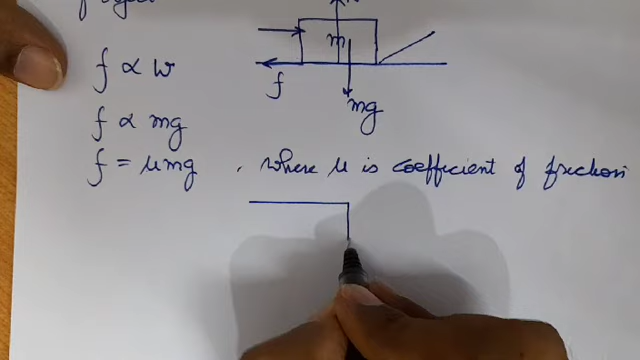 m
f ∝ w
f
mg
f ∝ mg
f = μmg , where μ is coefficient of friction